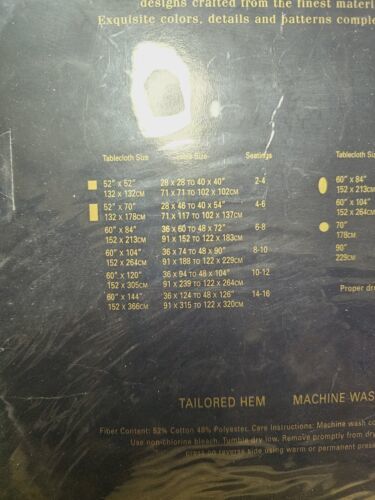 designs crafted from the finest materi
Exquisite colors, details and patterns comple
Tablecloth Size Table Size Seatings
52" x 52" 28 x 28 TO 40 x 40" 2-4
132 x 132CM 71 x 71 TO 102 x 102CM
52" x 70" 28 x 46 TO 40 x 54" 4-6
132 x 178CM 71 x 117 TO 102 x 137CM
60" x 84" 36 x 60 TO 48 x 72" 6-8
152 x 213CM 91 x 152 TO 122 x 183CM
60" x 104" 36 x 74 TO 48 x 90" 8-10
152 x 264CM 91 x 188 TO 122 x 229CM
60" x 120" 36 x 94 TO 48 x 104" 10-12
152 x 305CM 91 x 239 TO 122 x 264CM
60" x 144" 36 x 124 TO 48 x 126" 14-16
152 x 366CM 91 x 315 TO 122 x 320CM
Tablecloth Size
60" x 84"
152 x 213CM
60" x 104"
152 x 264CM
70"
178CM
90"
229CM
Proper dr
TAILORED HEM MACHINE WAS
Fiber Content: 52% Cotton 48% Polyester. Care Instructions: Machine wash co
Use non-chlorine bleach. Tumble dry low. Remove promptly from dry
press on reverse side using warm or permanent press